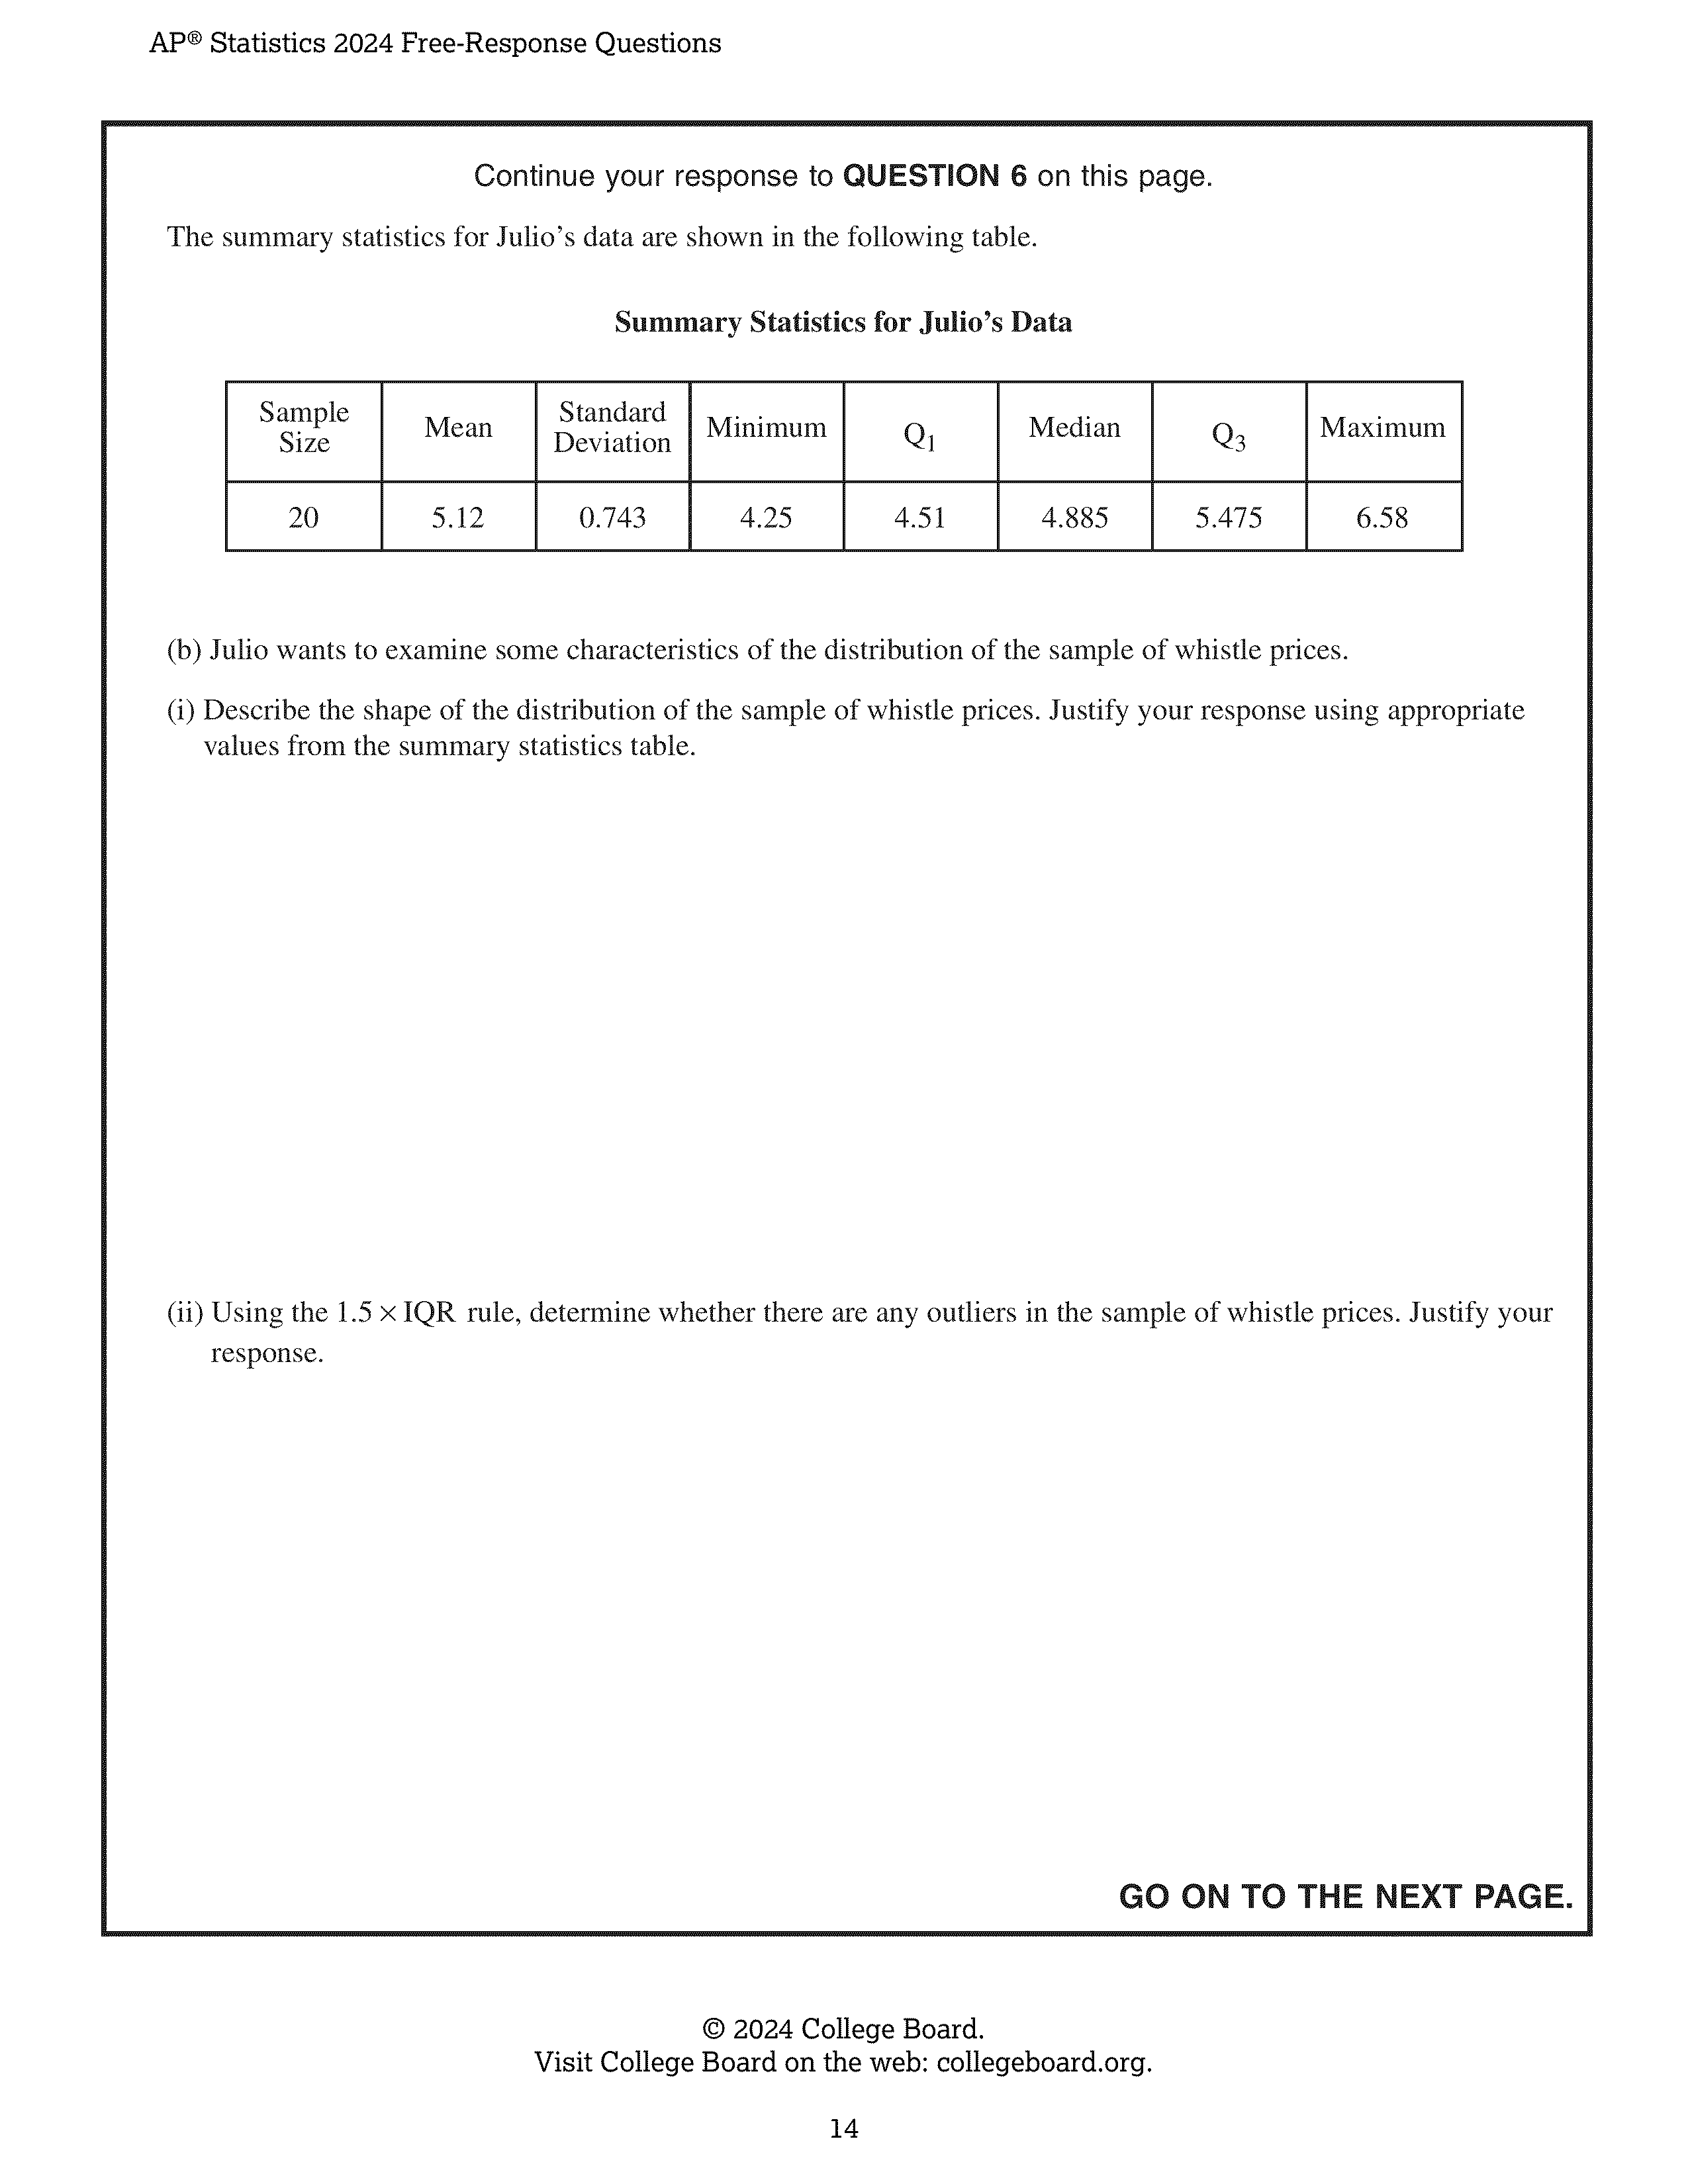 AP® Statistics 2024 Free-Response Questions
Continue your response to QUESTION 6 on this page.
The summary statistics for Julio’s data are shown in the following table.
Summary Statistics for Julio’s Data
Sample Size Mean Standard Deviation Minimum Q1 Median Q3 Maximum
20 5.12 0.743 4.25 4.51 4.885 5.475 6.58
(b) Julio wants to examine some characteristics of the distribution of the sample of whistle prices.
(i) Describe the shape of the distribution of the sample of whistle prices. Justify your response using appropriate
values from the summary statistics table.
(ii) Using the 1.5 × IQR rule, determine whether there are any outliers in the sample of whistle prices. Justify your
response.
GO ON TO THE NEXT PAGE.
© 2024 College Board.
Visit College Board on the web: collegeboard.org.
14